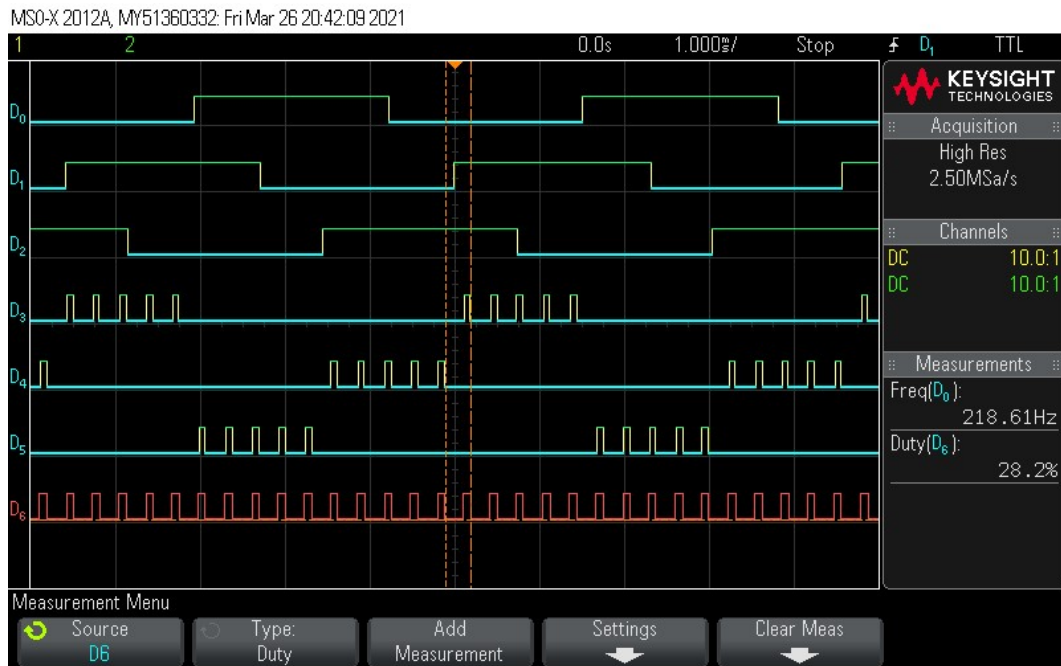 MSO-X 2012A, MY51360332: Fri Mar 26 20:42:09 2021
1 2 0.0s 1.000ms/ Stop D1 TTL
KEYSIGHT
TECHNOLOGIES
Acquisition
High Res
2.50MSa/s
Channels
DC 10.0:1
DC 10.0:1
Measurements
Freq(D0):
218.61Hz
Duty(D6):
28.2%
D0
D1
D2
D3
D4
D5
D6
Measurement Menu
Source
D6
Type:
Duty
Add
Measurement
Settings
Clear Meas